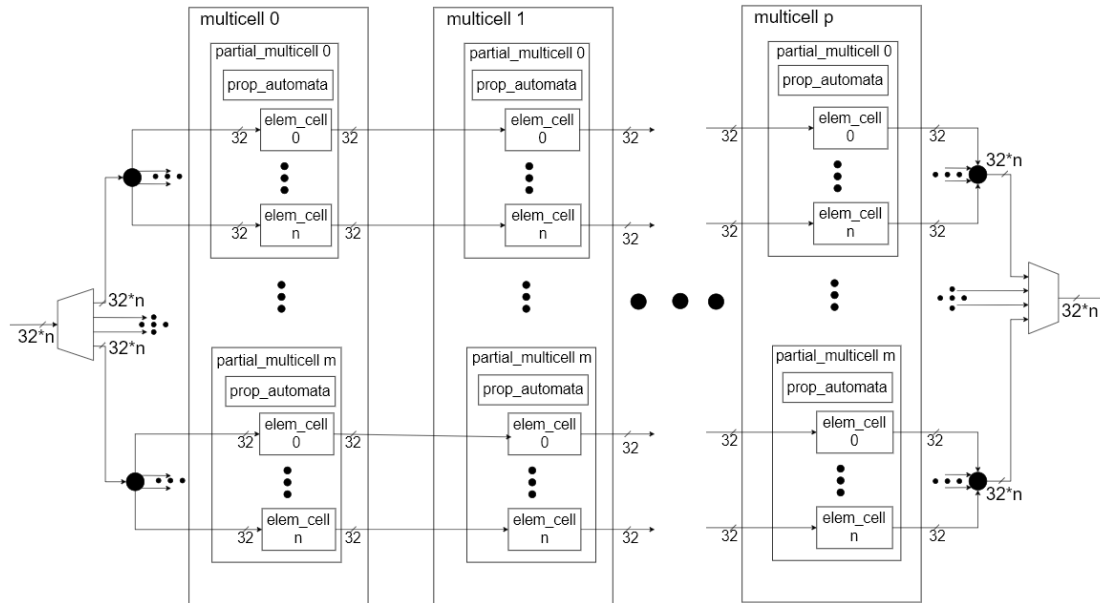 multicell 0
multicell 1
multicell p
partial_multicell 0
partial_multicell 0
partial_multicell 0
prop_automata
prop_automata
prop_automata
32
elem_cell
0
32
elem_cell
0
32
32
elem_cell
0
32
32*n
32
elem_cell
n
32
elem_cell
n
32
32
elem_cell
n
32
32*n
32*n
32*n
32*n
partial_multicell m
partial_multicell m
partial_multicell m
prop_automata
prop_automata
prop_automata
32
elem_cell
0
32
elem_cell
0
32
32
elem_cell
0
32
32*n
32
elem_cell
n
32
elem_cell
n
32
32
elem_cell
n
32